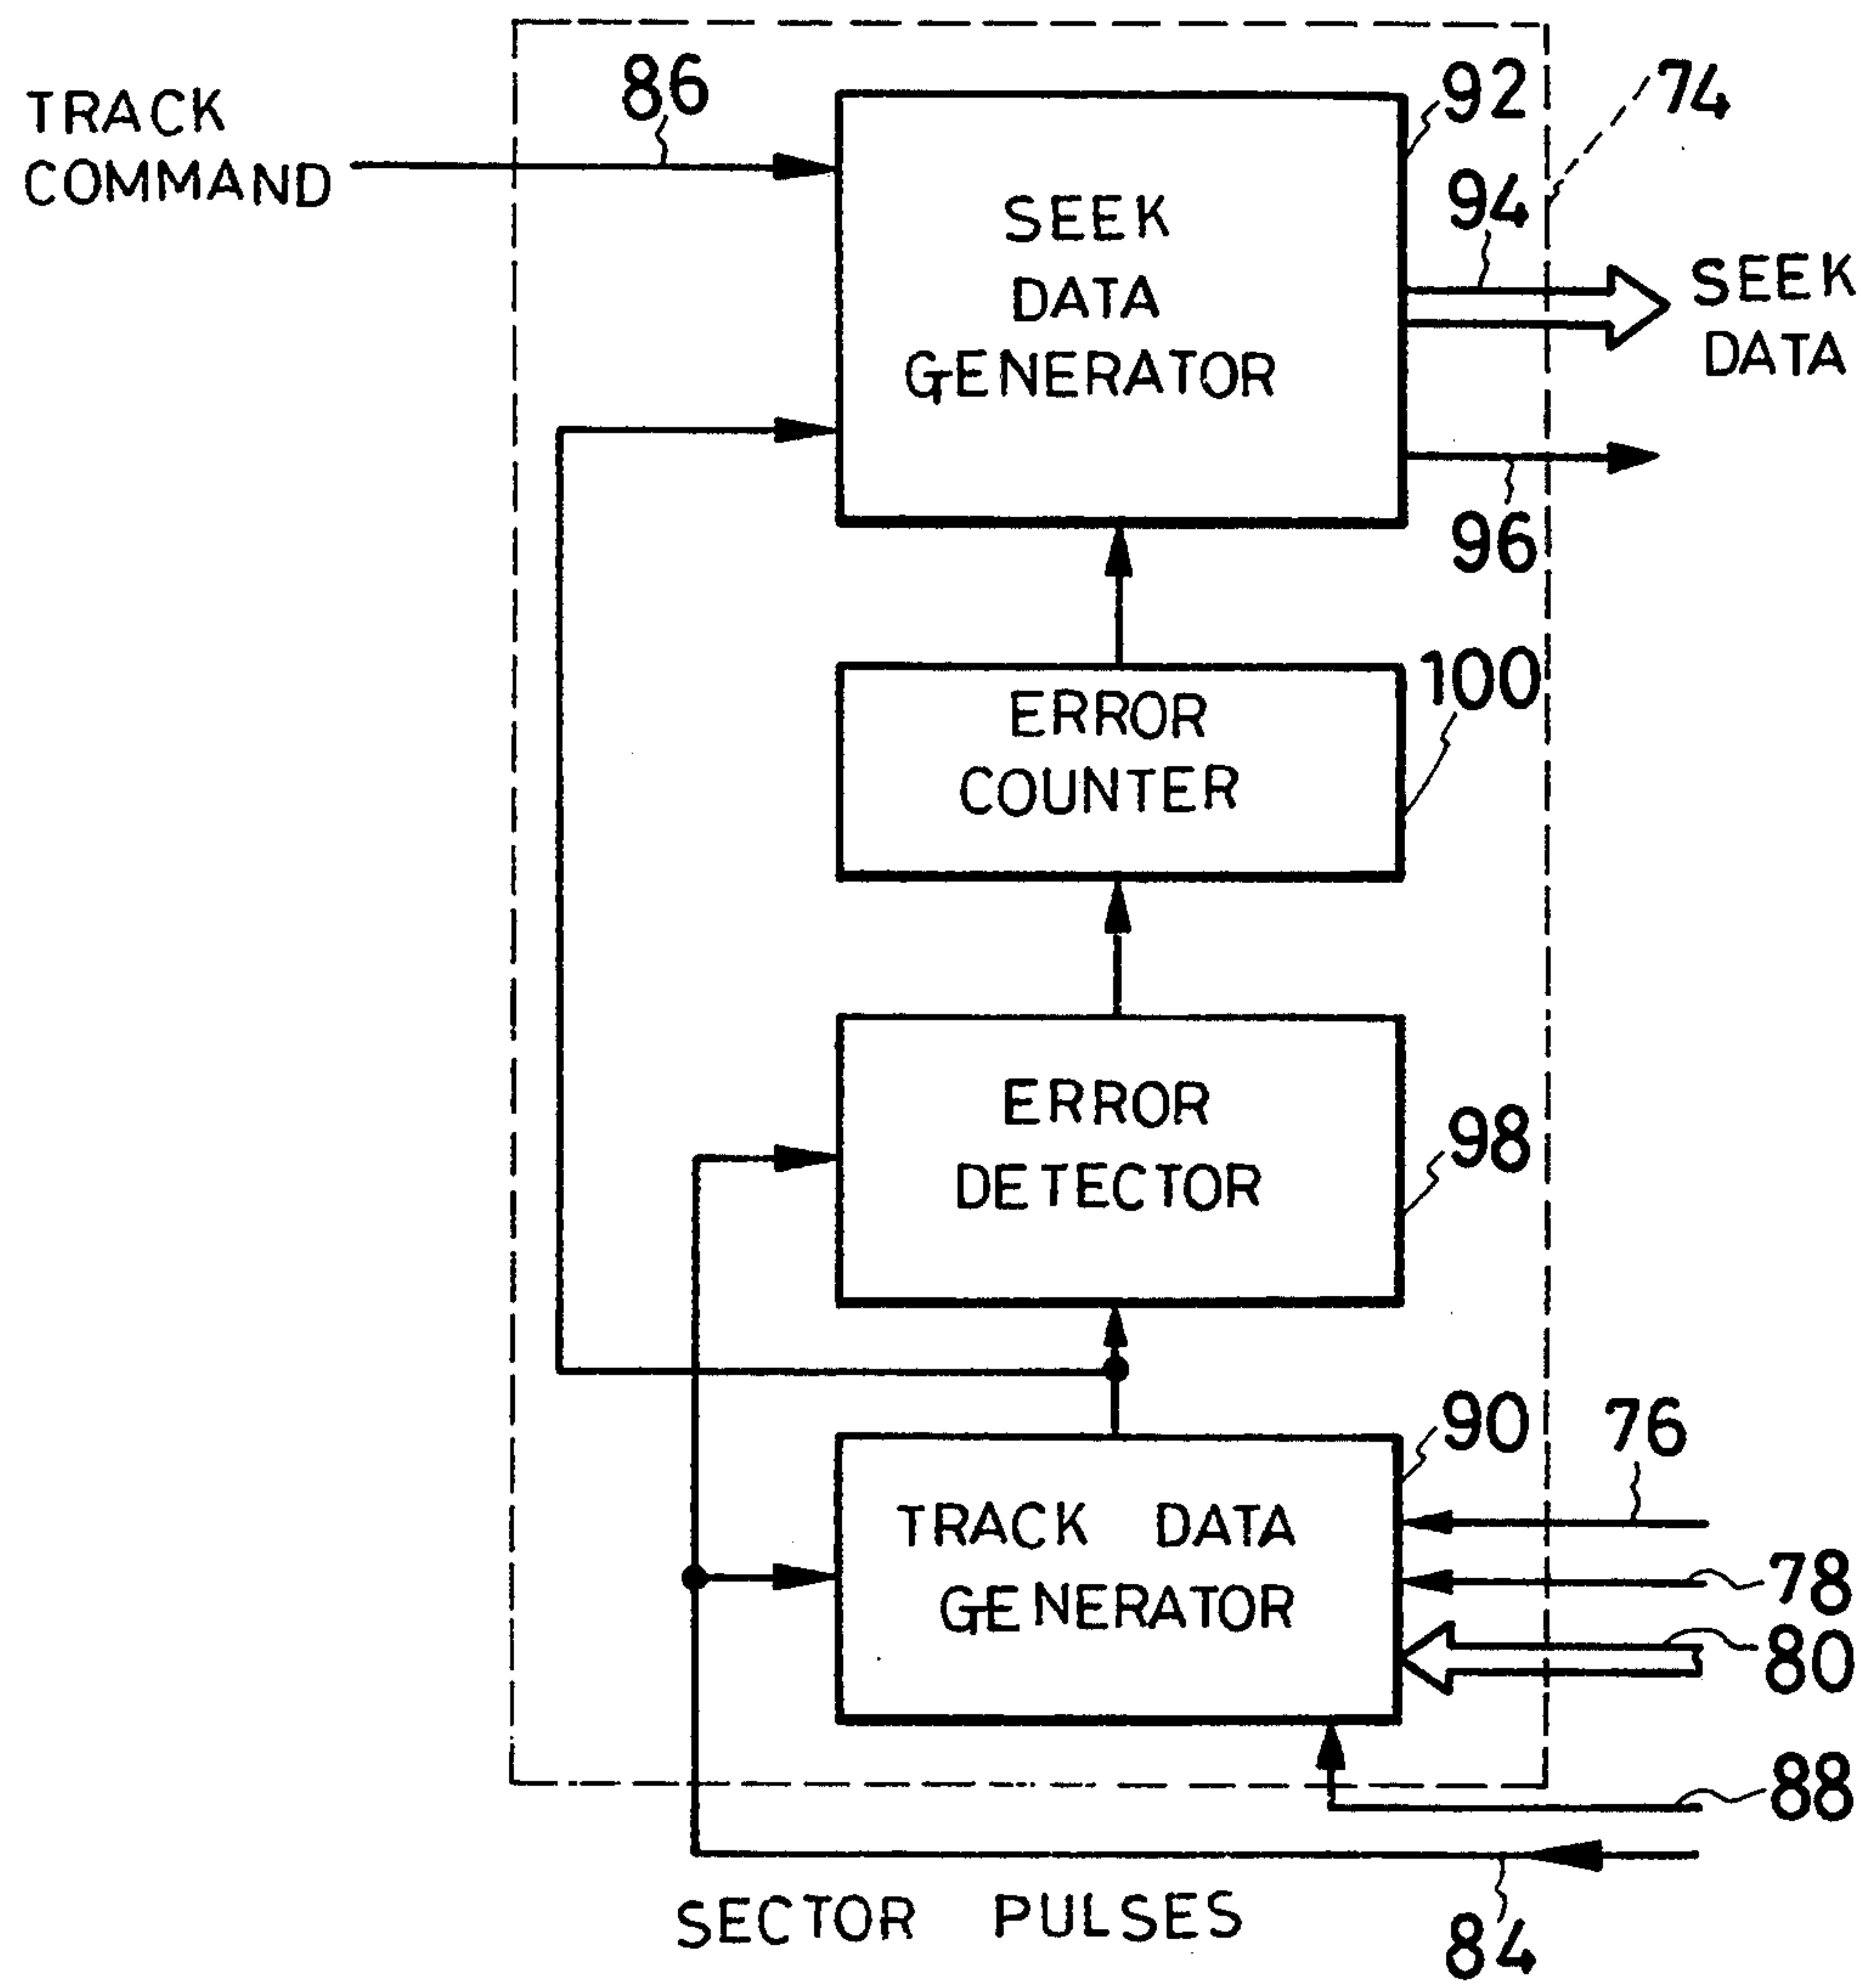 TRACK
COMMAND
86
92
74
SEEK
DATA
GENERATOR
94
SEEK
DATA
96
ERROR
COUNTER
100
ERROR
DETECTOR
98
TRACK DATA
GENERATOR
90
76
78
80
88
SECTOR PULSES
84